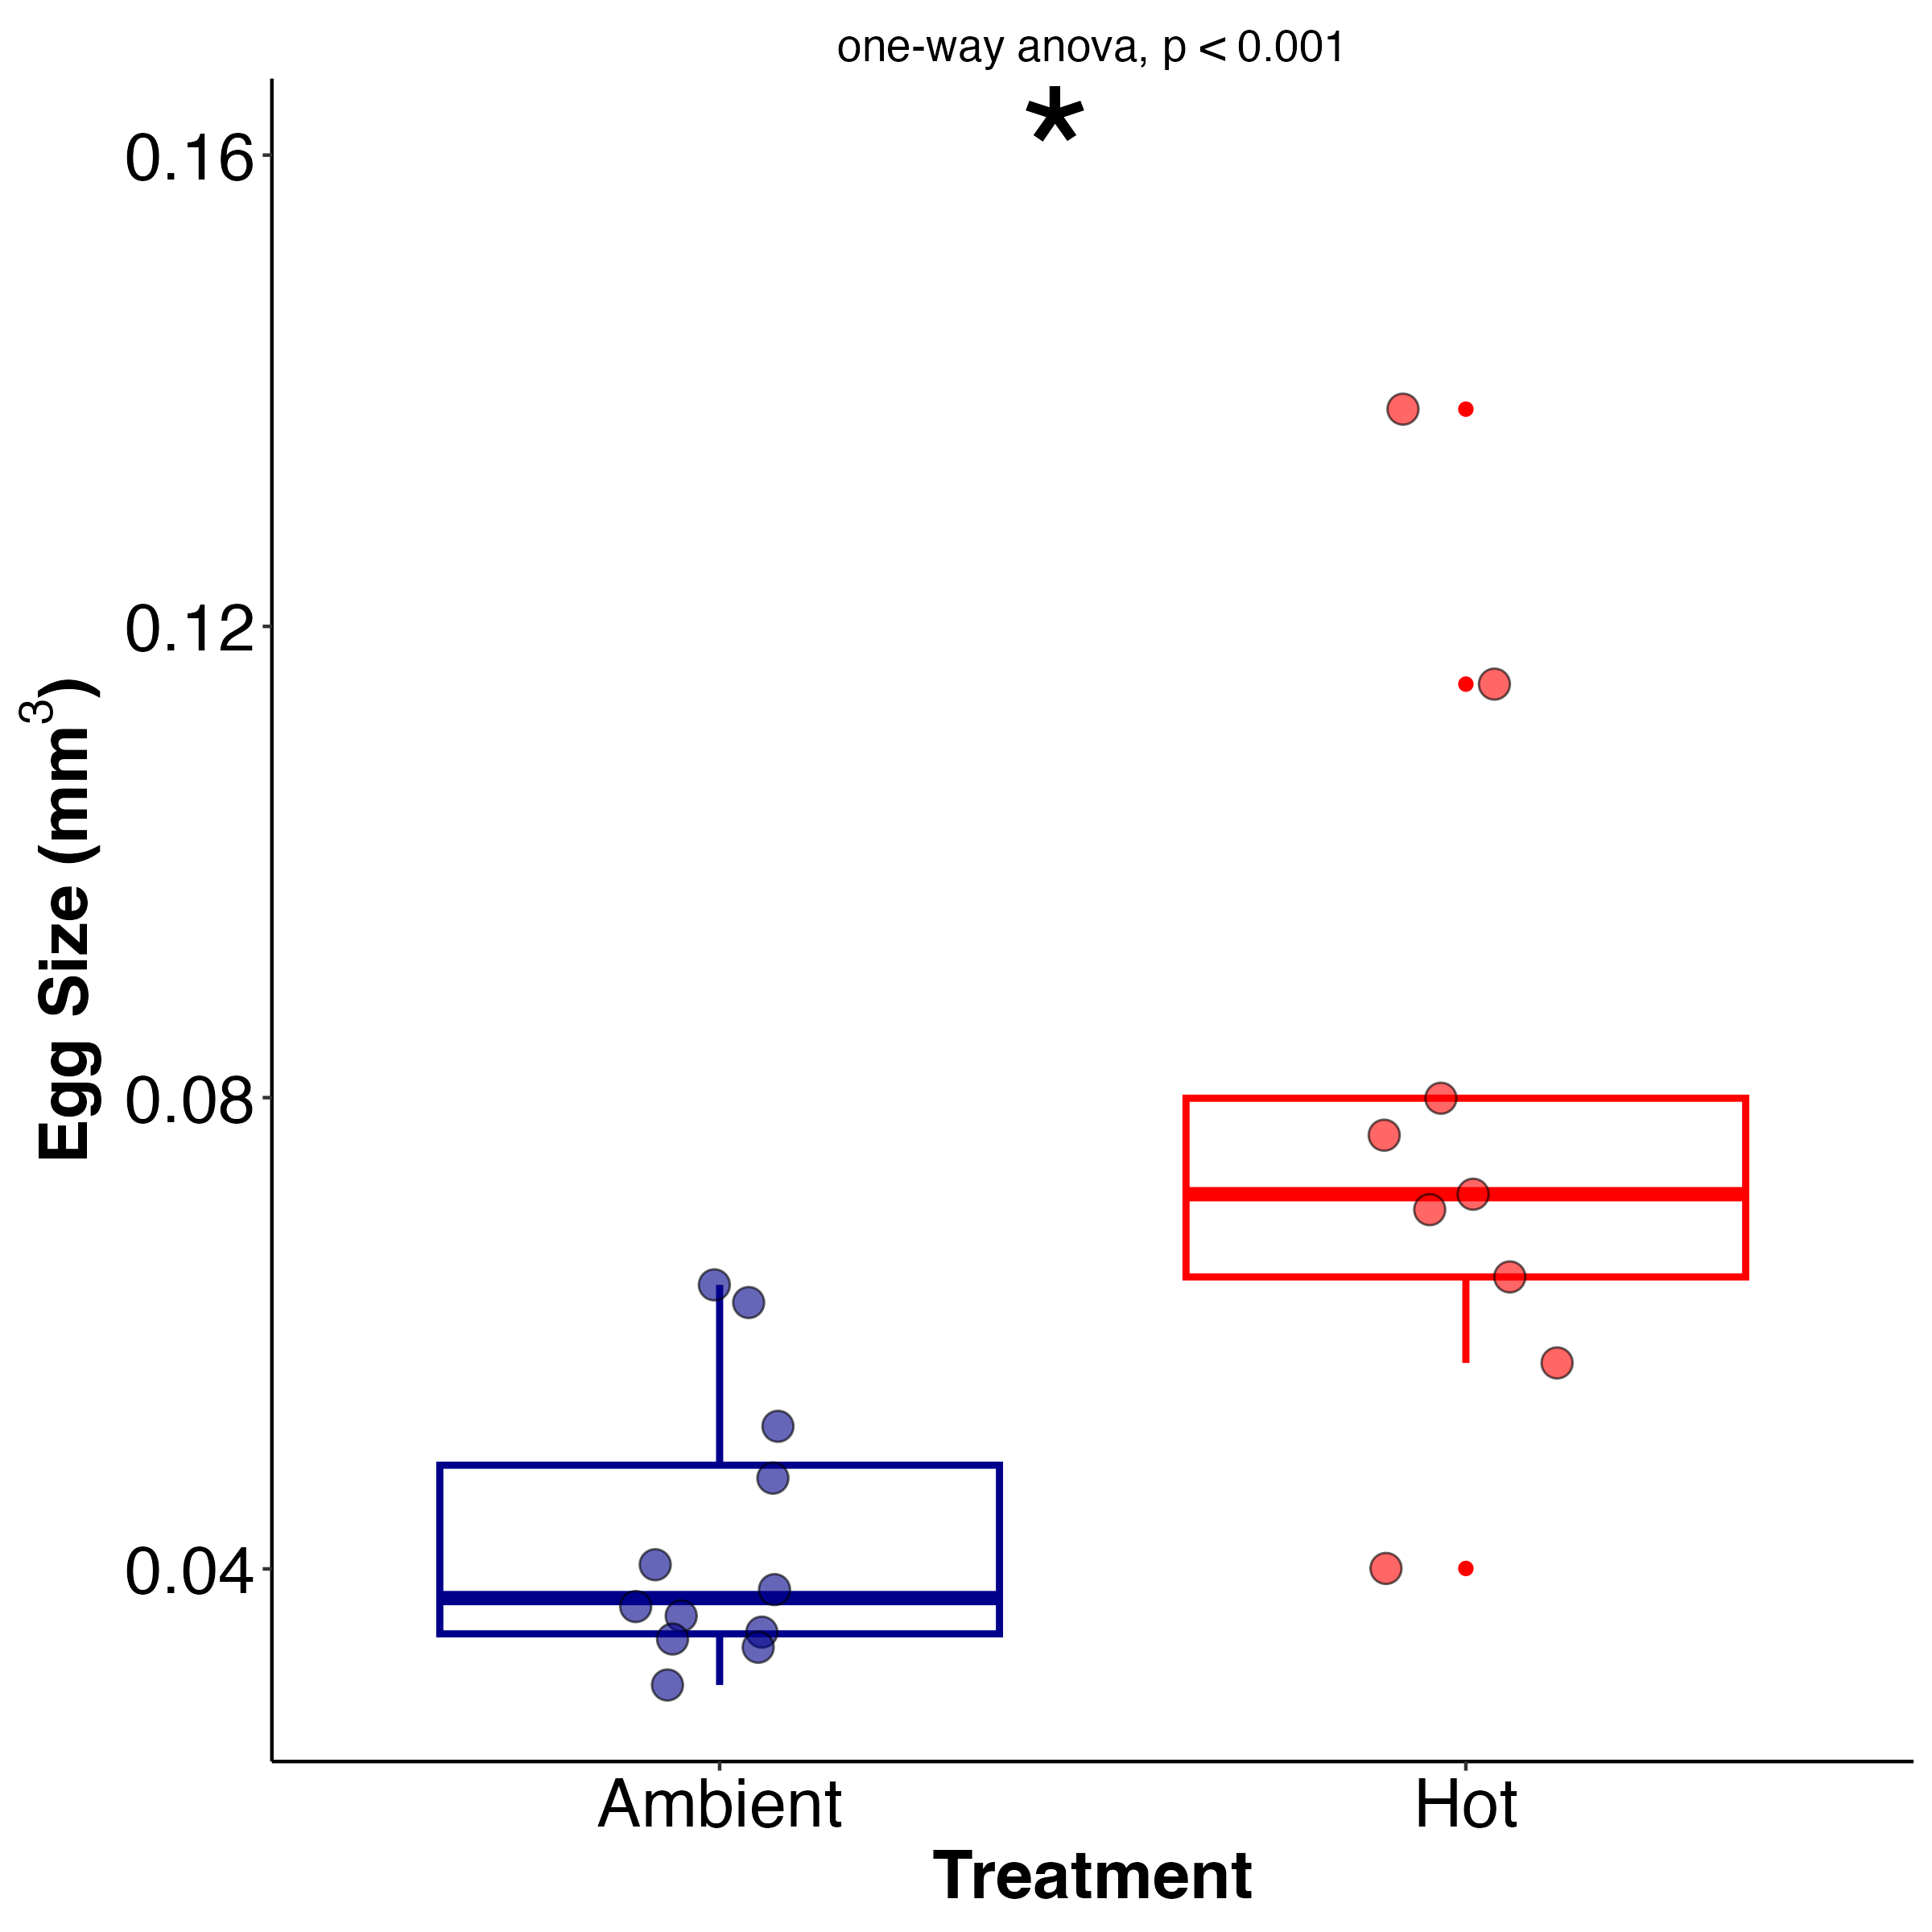 one-way anova, p < 0.001
*
0.16
0.12
0.08
0.04
Egg Size (mm³)
Ambient
Hot
Treatment